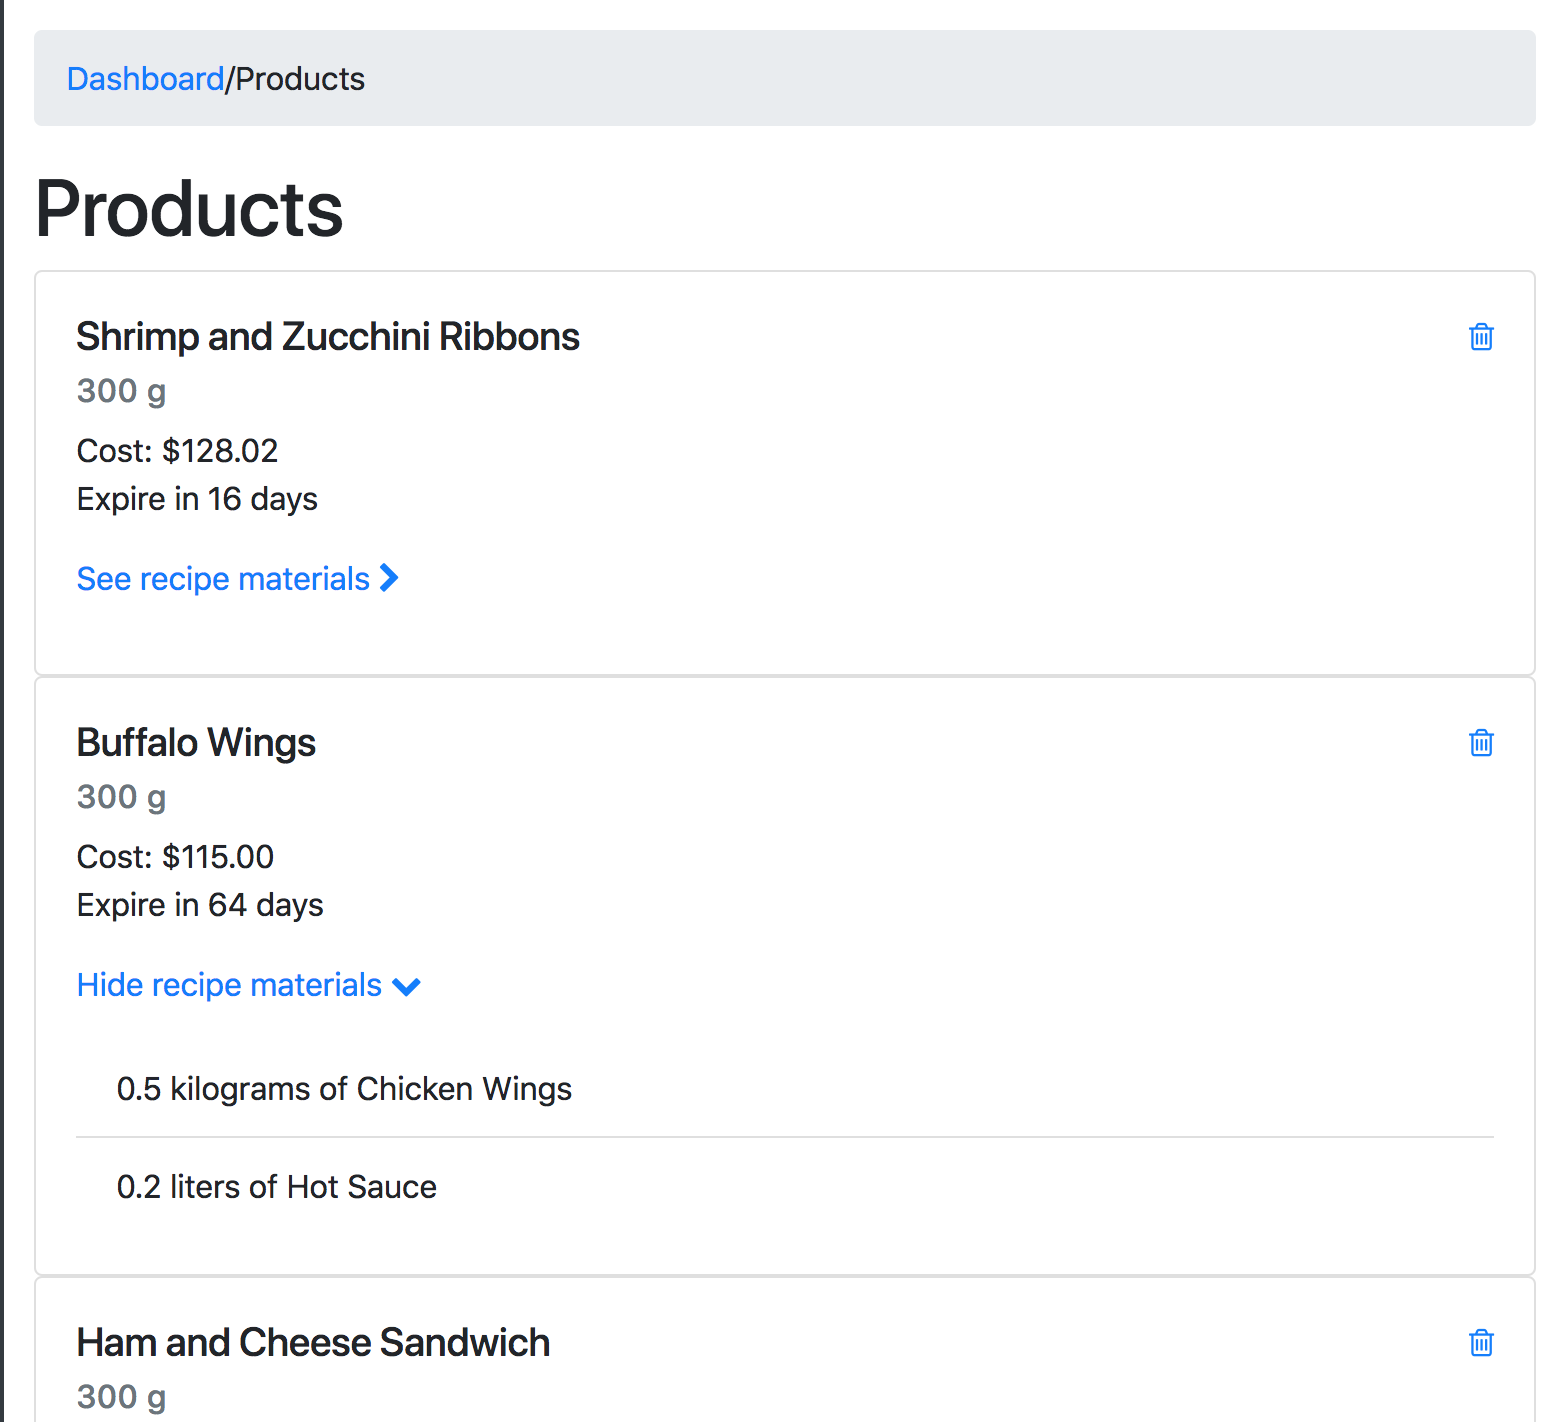 Dashboard/Products
Products
Shrimp and Zucchini Ribbons
300 g
Cost: $128.02
Expire in 16 days
See recipe materials
Buffalo Wings
300 g
Cost: $115.00
Expire in 64 days
Hide recipe materials
0.5 kilograms of Chicken Wings
0.2 liters of Hot Sauce
Ham and Cheese Sandwich
300 g